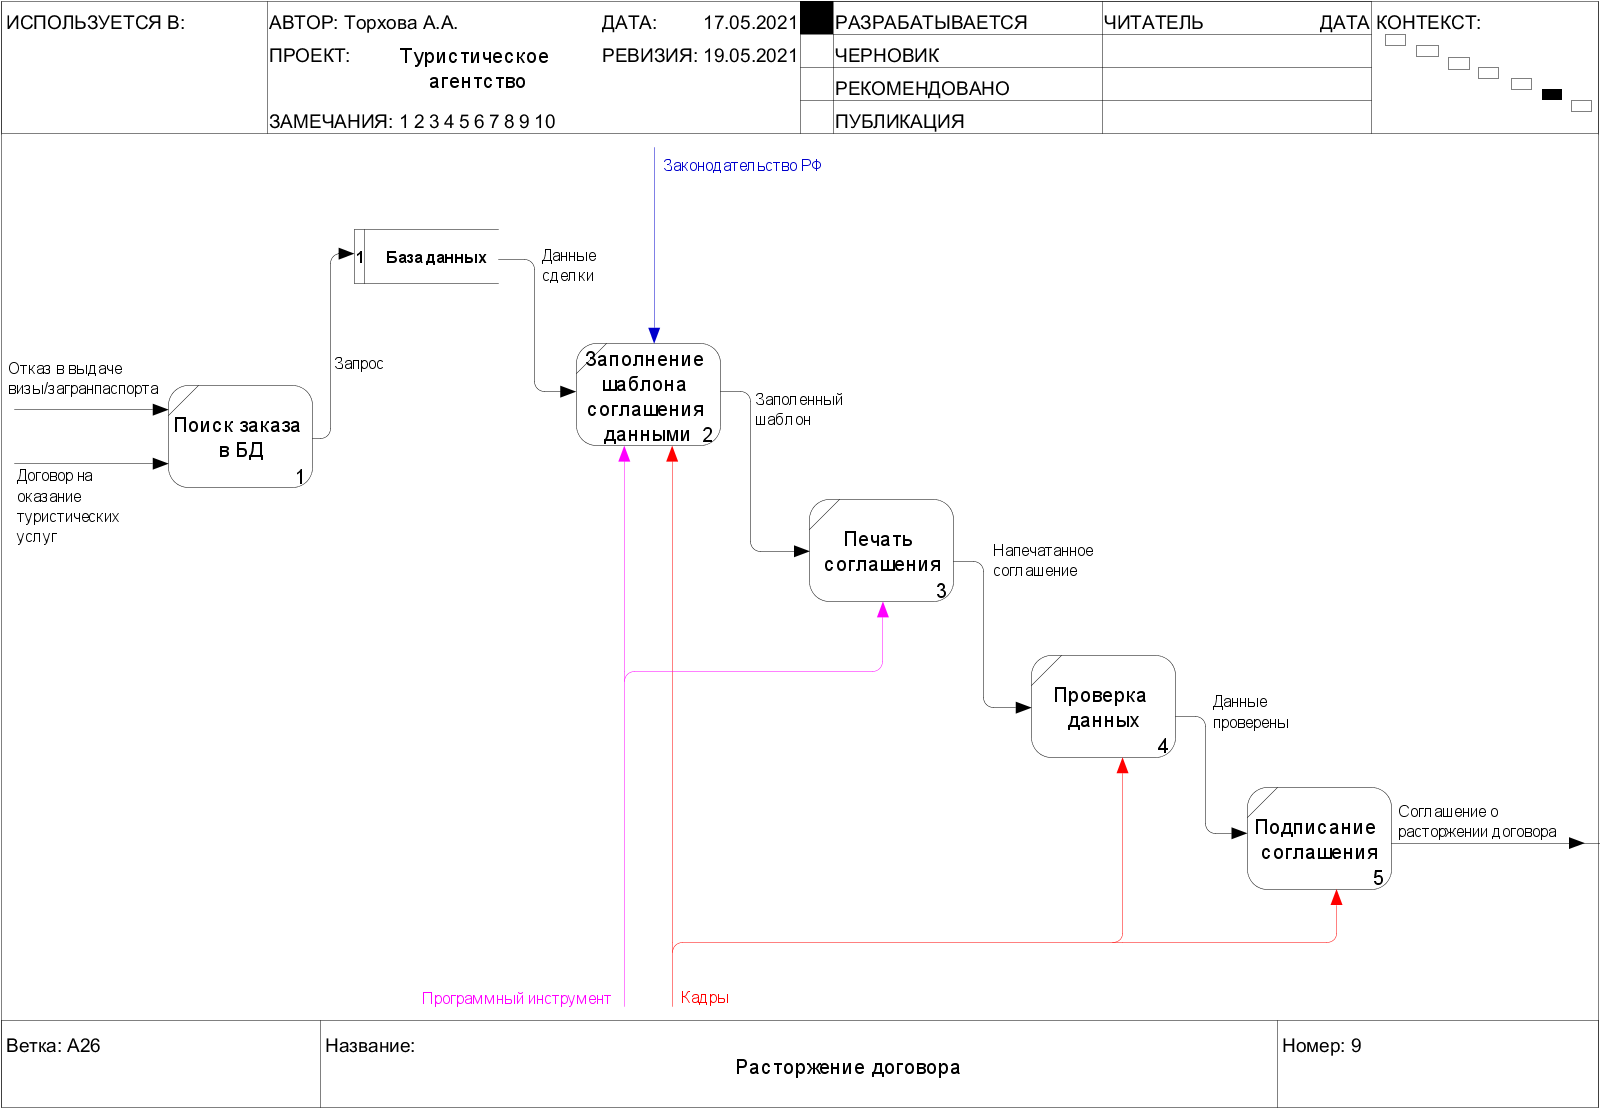 ИСПОЛЬЗУЕТСЯ В:
АВТОР: Торхова А.А.
ДАТА: 17.05.2021
РАЗРАБАТЫВАЕТСЯ
ЧИТАТЕЛЬ
ДАТА
КОНТЕКСТ:
ПРОЕКТ: Туристическое
агентство
РЕВИЗИЯ: 19.05.2021
ЧЕРНОВИК
РЕКОМЕНДОВАНО
ЗАМЕЧАНИЯ: 1 2 3 4 5 6 7 8 9 10
ПУБЛИКАЦИЯ
Законодательство РФ
1
База данных
Данные
сделки
Запрос
Отказ в выдаче
визы/загранпаспорта
Поиск заказа
в БД
1
Договор на
оказание
туристических
услуг
Заполнение
шаблона
соглашения
данными 2
Заполенный
шаблон
Печать
соглашения
3
Напечатанное
соглашение
Проверка
данных
4
Данные
проверены
Подписание
соглашения
5
Соглашение о
расторжении договора
Программный инструмент
Кадры
Ветка: A26
Название:
Расторжение договора
Номер: 9